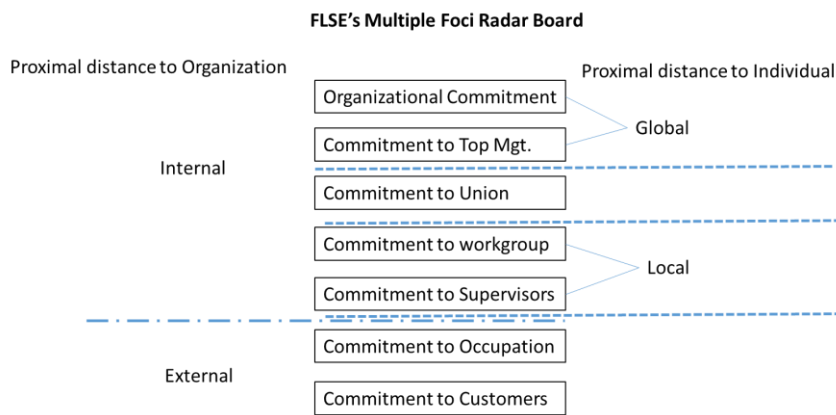 FLSE’s Multiple Foci Radar Board
Proximal distance to Organization
Proximal distance to Individual
Organizational Commitment
Global
Commitment to Top Mgt.
Internal
Commitment to Union
Commitment to workgroup
Local
Commitment to Supervisors
Commitment to Occupation
External
Commitment to Customers